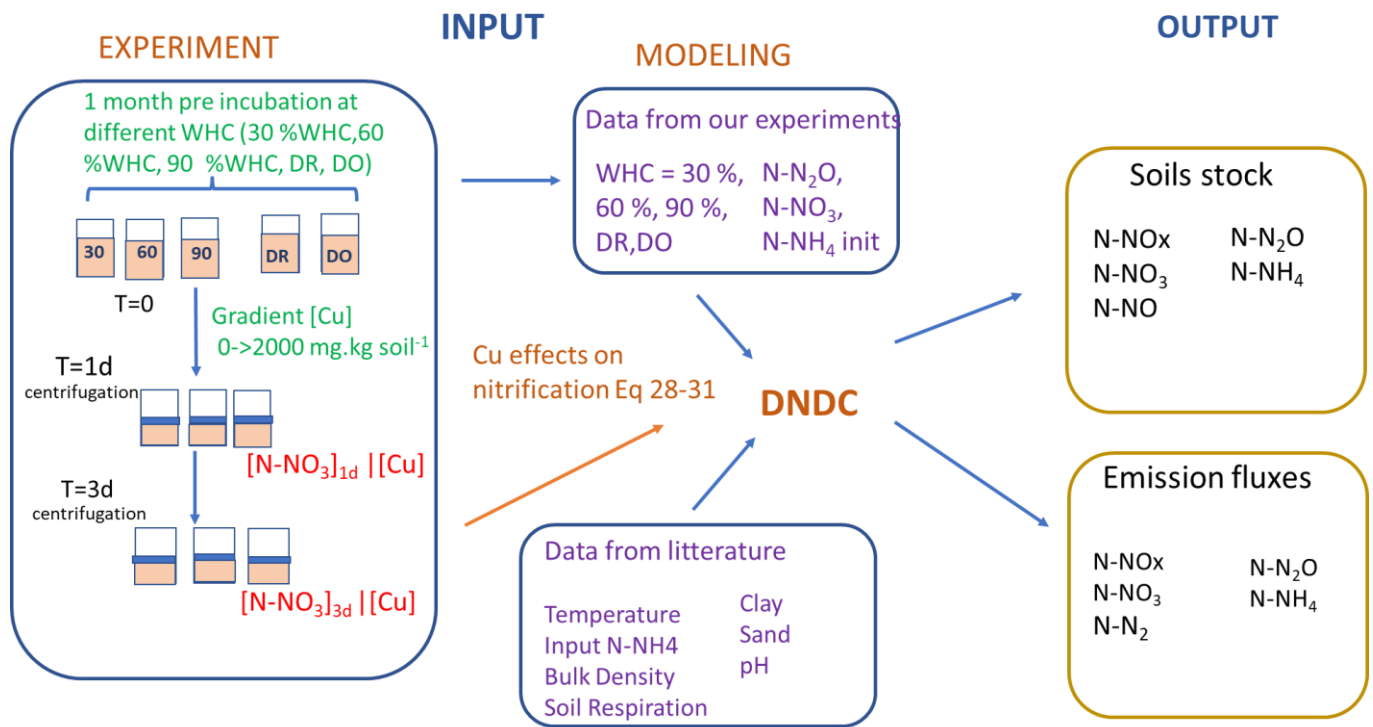 INPUT
OUTPUT
EXPERIMENT
MODELING
1 month pre incubation at
different WHC (30 %WHC,60
%WHC, 90 %WHC, DR, DO)
30
60
90
DR
DO
T=0
Gradient [Cu]
0->2000 mg.kg soil⁻¹
T=1d
centrifugation
[N-NO₃]₁d |[Cu]
T=3d
centrifugation
[N-NO₃]₃d |[Cu]
Data from our experiments
WHC = 30 %,
60 %, 90 %,
DR,DO
N-N₂O,
N-NO₃,
N-NH₄ init
Cu effects on
nitrification Eq 28-31
DNDC
Data from litterature
Temperature
Input N-NH4
Bulk Density
Soil Respiration
Clay
Sand
pH
Soils stock
N-NOx
N-NO₃
N-NO
N-N₂O
N-NH₄
Emission fluxes
N-NOx
N-NO₃
N-N₂
N-N₂O
N-NH₄